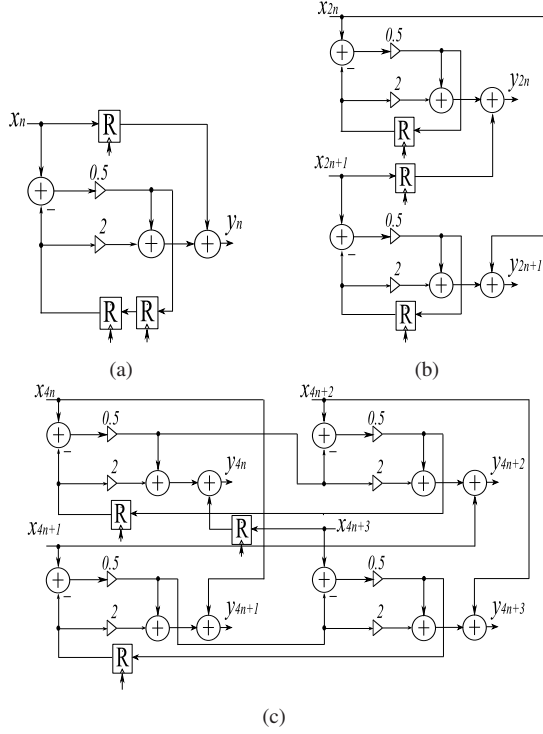 xn
R
0.5
+
−
2
+
+
yn
R
R
(a)
x2n
0.5
+
−
2
+
+
y2n
R
x2n+1
R
0.5
+
−
2
+
+
y2n+1
R
(b)
x4n
x4n+2
0.5
0.5
+
+
−
−
2
y4n
2
y4n+2
+
+
+
+
R
x4n+1
R
x4n+3
0.5
0.5
+
+
−
−
2
y4n+1
2
y4n+3
+
+
+
+
R
(c)